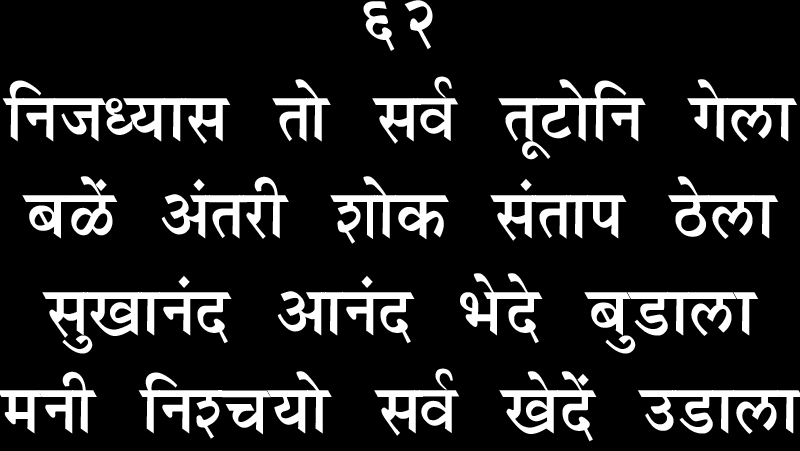 ६२
निजध्यास तो सर्व तूटोनि गेला
बळें अंतरी शोक संताप ठेला
सुखानंद आनंद भेदे बुडाला
मनी निश्चयो सर्व खेदें उडाला